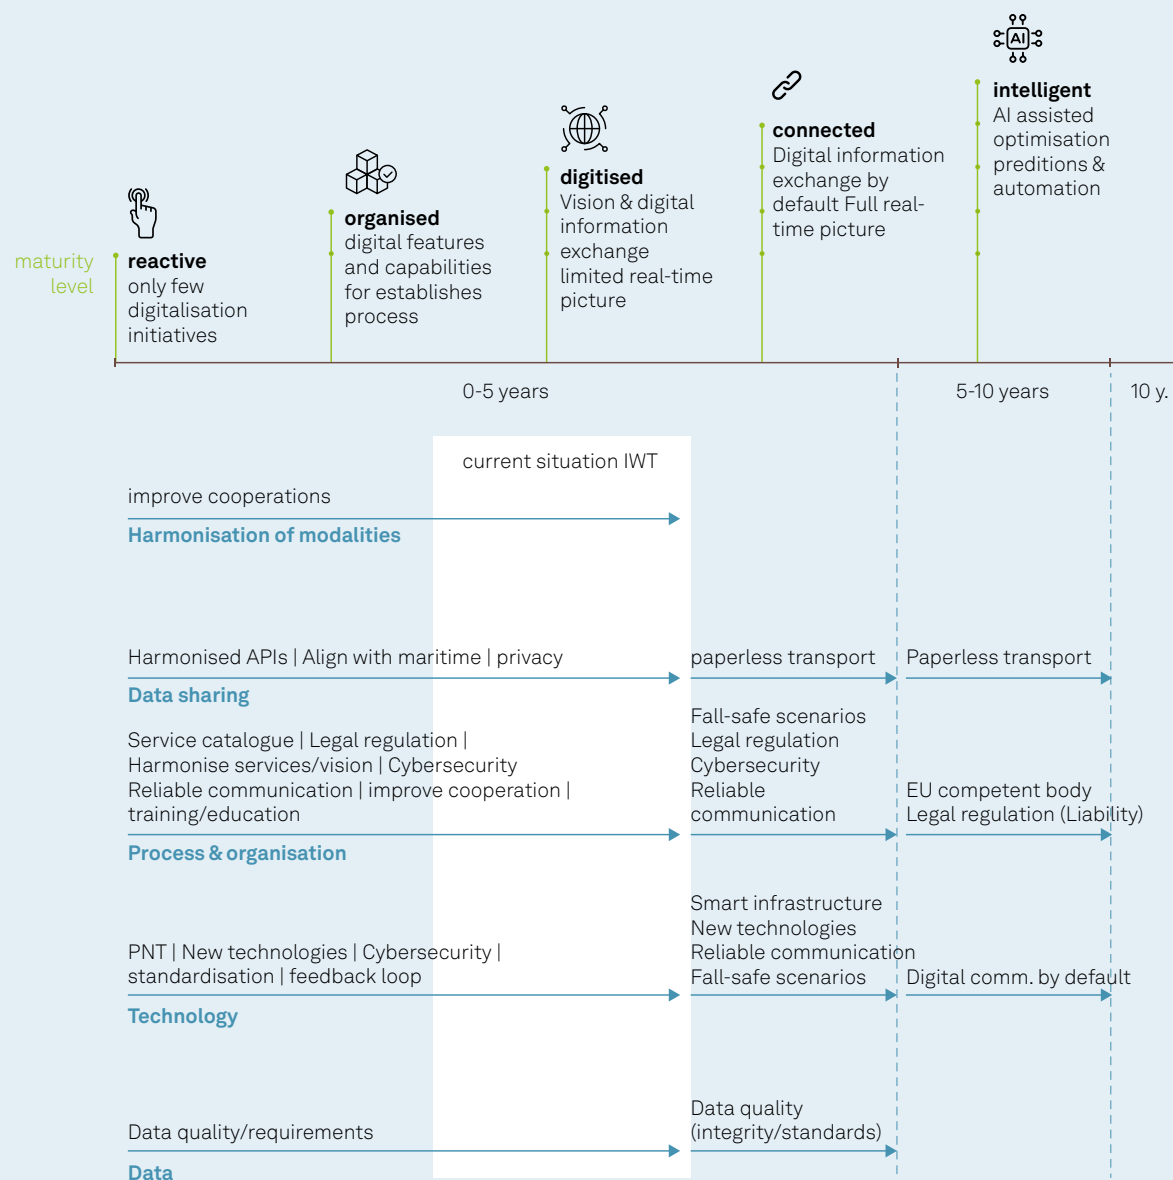 AI
intelligent
AI assisted
optimisation
preditions &
automation
connected
Digital information
exchange by
default Full real-
time picture
digitised
Vision & digital
information
exchange
limited real-time
picture
organised
digital features
and capabilities
for establishes
process
maturity
level
reactive
only few
digitalisation
initiatives
0-5 years
5-10 years
10 y.
current situation IWT
improve cooperations
Harmonisation of modalities
Harmonised APIs | Align with maritime | privacy
paperless transport
Paperless transport
Data sharing
Service catalogue | Legal regulation |
Harmonise services/vision | Cybersecurity
Reliable communication | improve cooperation |
training/education
Fall-safe scenarios
Legal regulation
Cybersecurity
Reliable
communication
EU competent body
Legal regulation (Liability)
Process & organisation
PNT | New technologies | Cybersecurity |
standardisation | feedback loop
Smart infrastructure
New technologies
Reliable communication
Fall-safe scenarios
Digital comm. by default
Technology
Data quality/requirements
Data quality
(integrity/standards)
Data